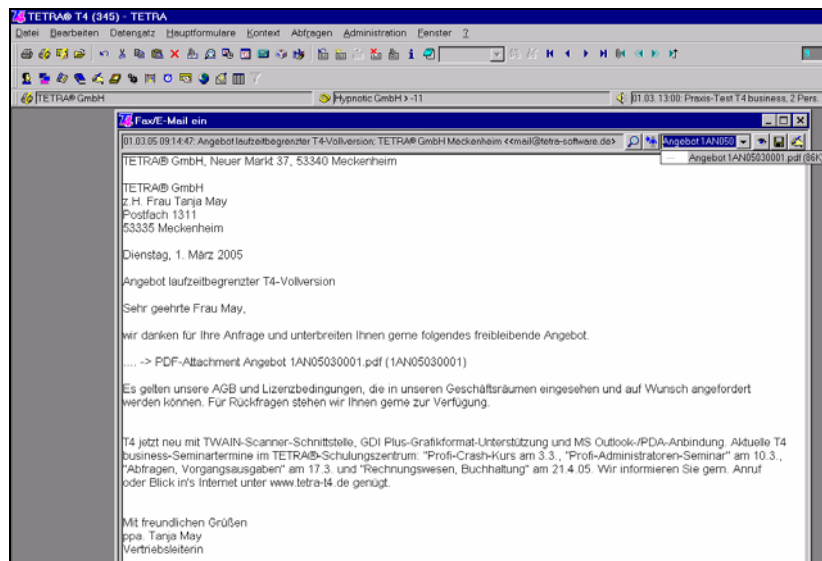 TETRA® T4 (345) - TETRA
Datei Bearbeiten Datensatz Hauptformulare Kontext Abfragen Administration Fenster ?
TETRA® GmbH
Hypnotic GmbH > -11
01.03. 13:00: Praxis-Test T4 business, 2 Pers.
Fax/E-Mail ein
01.03.05 09:14:47: Angebot laufzeitbegrenzter T4-Vollversion; TETRA® GmbH Meckenheim <<mail@tetra-software.de>
Angebot 1AN050
Angebot 1AN05030001.pdf (86K
TETRA® GmbH, Neuer Markt 37, 53340 Meckenheim
TETRA® GmbH
z.H. Frau Tanja May
Postfach 1311
53335 Meckenheim
Dienstag, 1. März 2005
Angebot laufzeitbegrenzter T4-Vollversion
Sehr geehrte Frau May,
wir danken für Ihre Anfrage und unterbreiten Ihnen gerne folgendes freibleibende Angebot.
.... -> PDF-Attachment Angebot 1AN05030001.pdf (1AN05030001)
Es gelten unsere AGB und Lizenzbedingungen, die in unseren Geschäftsräumen eingesehen und auf Wunsch angefordert
werden können. Für Rückfragen stehen wir Ihnen gerne zur Verfügung.
T4 jetzt neu mit TWAIN-Scanner-Schnittstelle, GDI Plus-Grafikformat-Unterstützung und MS Outlook-/PDA-Anbindung. Aktuelle T4
business-Seminartermine im TETRA®-Schulungszentrum: "Profi-Crash-Kurs am 3.3., "Profi-Administratoren-Seminar" am 10.3.,
"Abfragen, Vorgangsausgaben" am 17.3. und "Rechnungswesen, Buchhaltung" am 21.4.05. Wir informieren Sie gern. Anruf
oder Blick in's Internet unter www.tetra-t4.de genügt.
Mit freundlichen Grüßen
ppa. Tanja May
Vertriebsleiterin